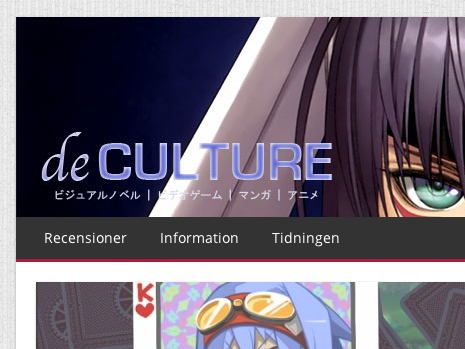 de CULTURE
ビジュアルノベル | ビデオゲーム | マンガ | アニメ
Recensioner Information Tidningen
K